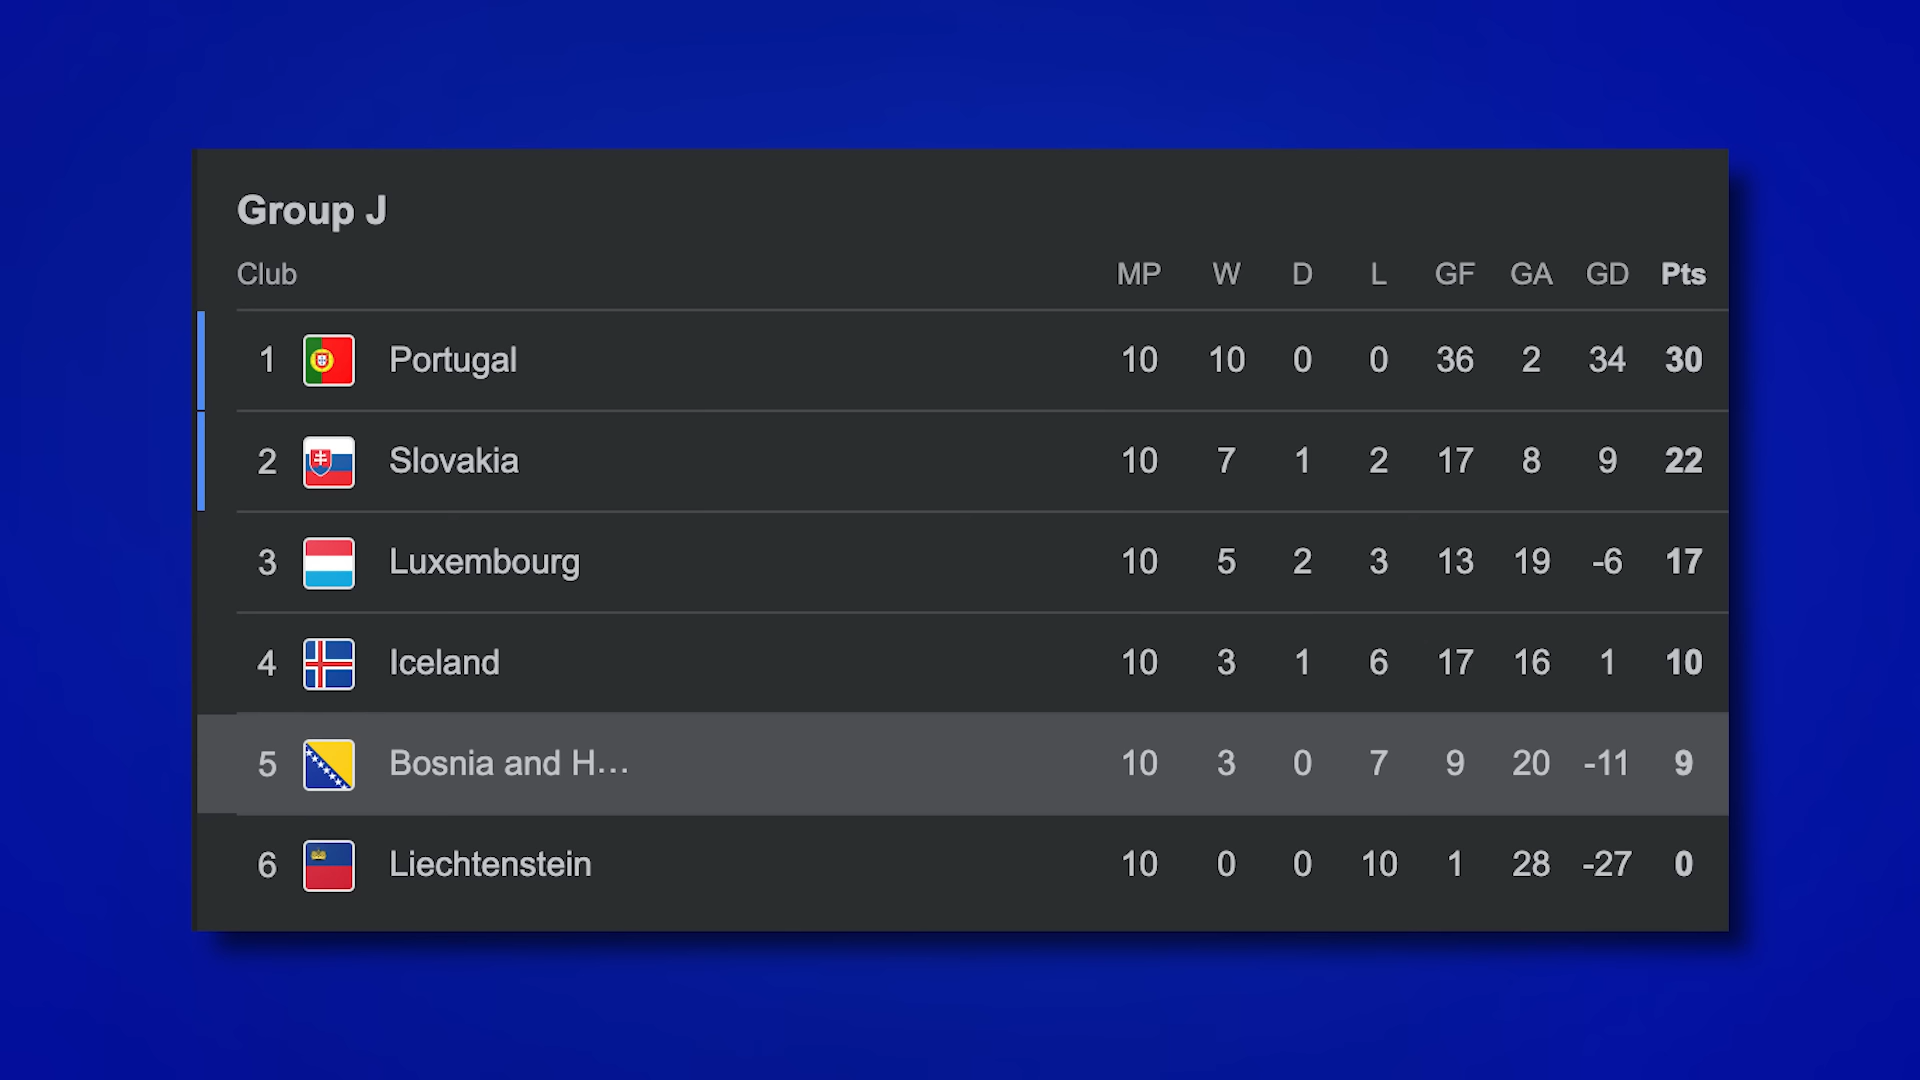 Group J
Club MP W D L GF GA GD Pts
1 Portugal 10 10 0 0 36 2 34 30
2 Slovakia 10 7 1 2 17 8 9 22
3 Luxembourg 10 5 2 3 13 19 -6 17
4 Iceland 10 3 1 6 17 16 1 10
5 Bosnia and H... 10 3 0 7 9 20 -11 9
6 Liechtenstein 10 0 0 10 1 28 -27 0